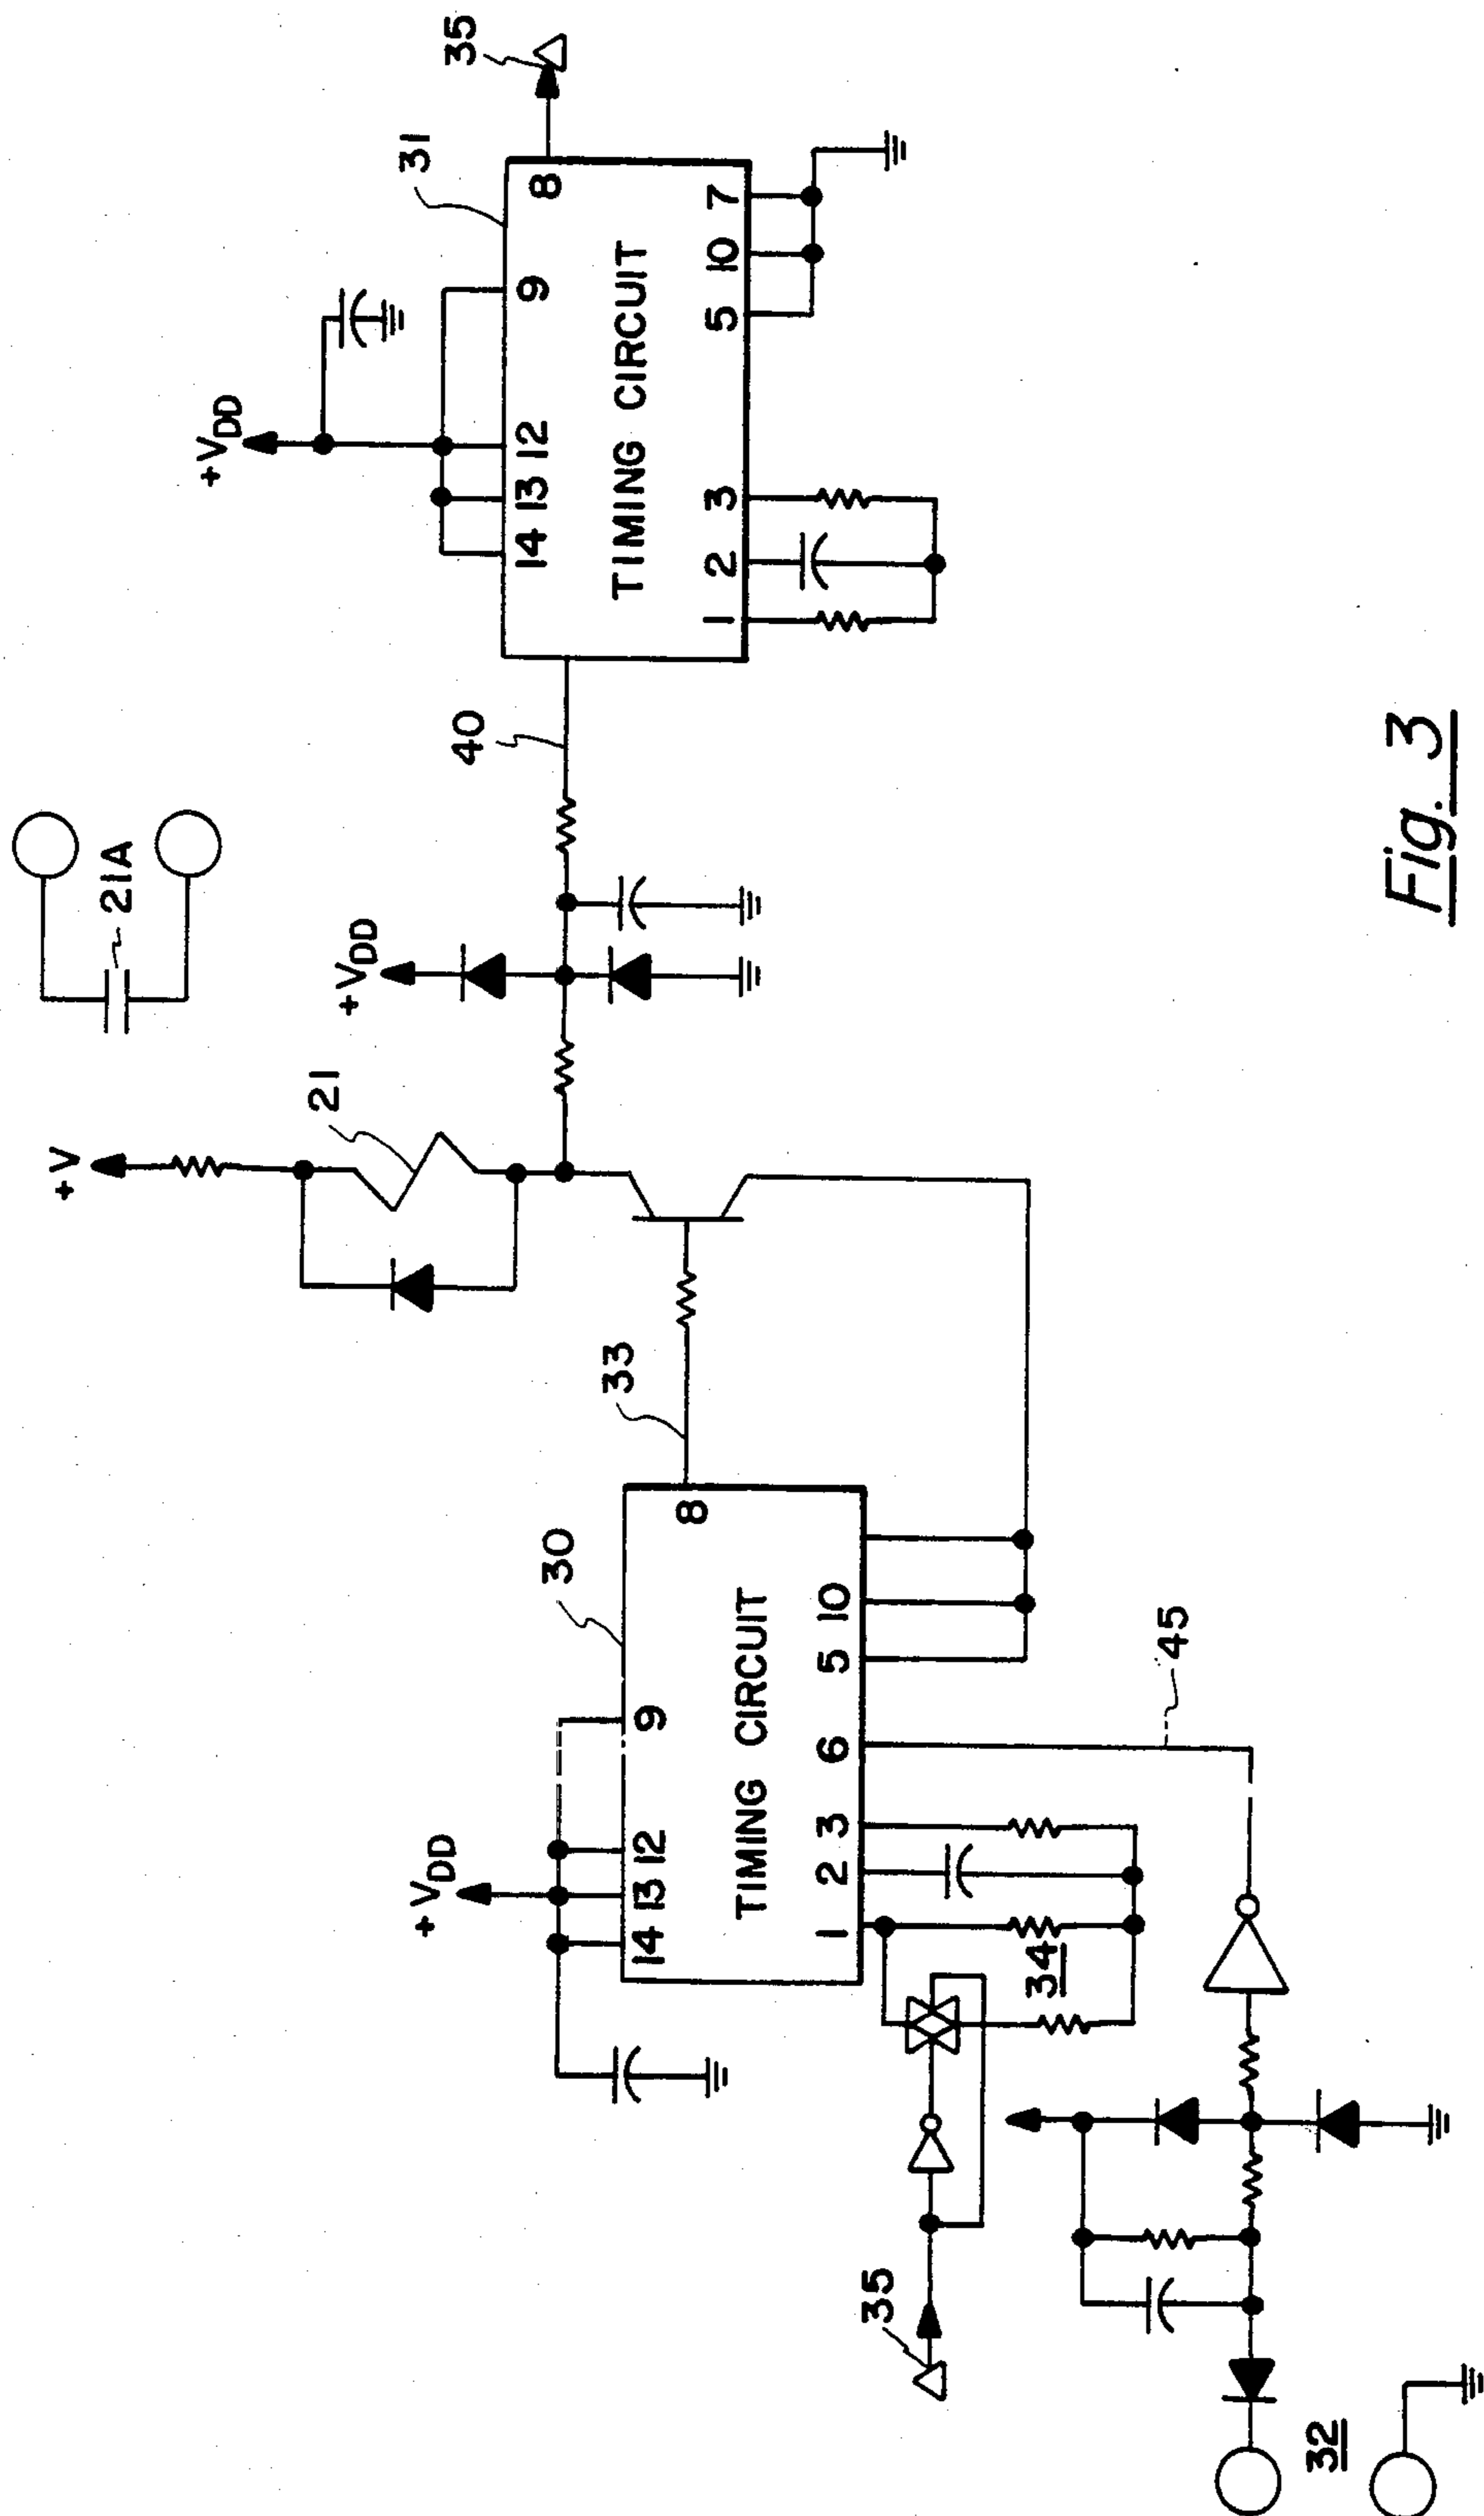 +V
21
21A
+VDD
40
+VDD
31
14 13 12 9
8
TIMING CIRCUIT
1 2 3 5 10 7
35
+VDD
30
33
14 13 12 9
8
TIMING CIRCUIT
1 2 3 6 5 10
34
35
45
32
Fig. 3